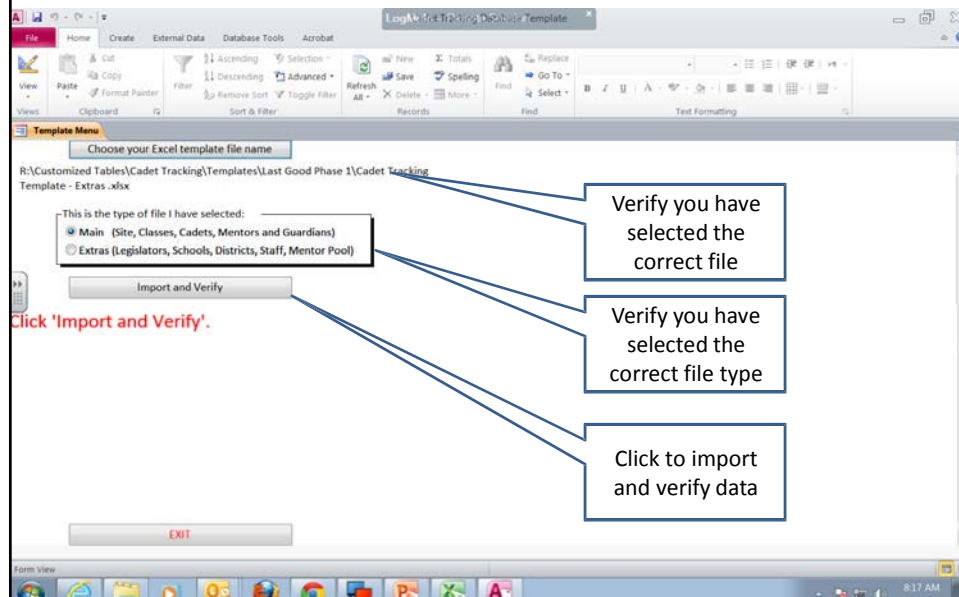 Cadet Tracking Database Template
File Home Create External Data Database Tools Acrobat
View
Paste
Cut
Copy
Format Painter
Filter
Ascending
Descending
Remove Sort
Selection
Advanced
Toggle Filter
Refresh
All
New
Save
Delete
Totals
Spelling
More
Find
Replace
Go To
Select
B I U A
Views Clipboard Sort & Filter Records Find Text Formatting
Template Menu
Choose your Excel template file name
R:\Customized Tables\Cadet Tracking\Templates\Last Good Phase 1\Cadet Tracking
Template - Extras .xlsx
This is the type of file I have selected:
Main (Site, Classes, Cadets, Mentors and Guardians)
Extras (Legislators, Schools, Districts, Staff, Mentor Pool)
Import and Verify
Click 'Import and Verify'.
EXIT
Verify you have
selected the
correct file
Verify you have
selected the
correct file type
Click to import
and verify data
Form View
8:17 AM